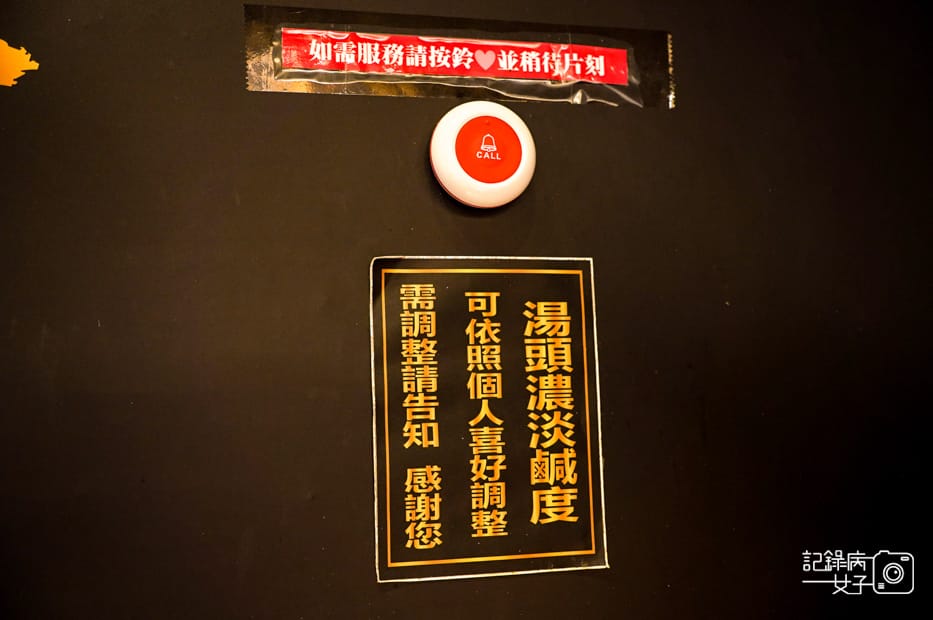 如需服務請按鈴♥並稍待片刻
CALL
湯頭濃淡鹹度
可依照個人喜好調整
需調整請告知 感謝您
記錄病女子